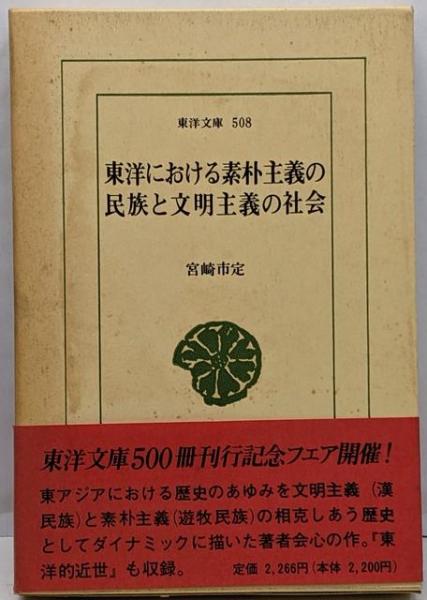 東洋文庫 508
東洋における素朴主義の
民族と文明主義の社会
宮崎市定
東洋文庫500冊刊行記念フェア開催!
東アジアにおける歴史のあゆみを文明主義(漢
民族)と素朴主義(遊牧民族)の相克しあう歴史
としてダイナミックに描いた著者会心の作。『東
洋的近世』も収録。 定価 2,266円(本体 2,200円)